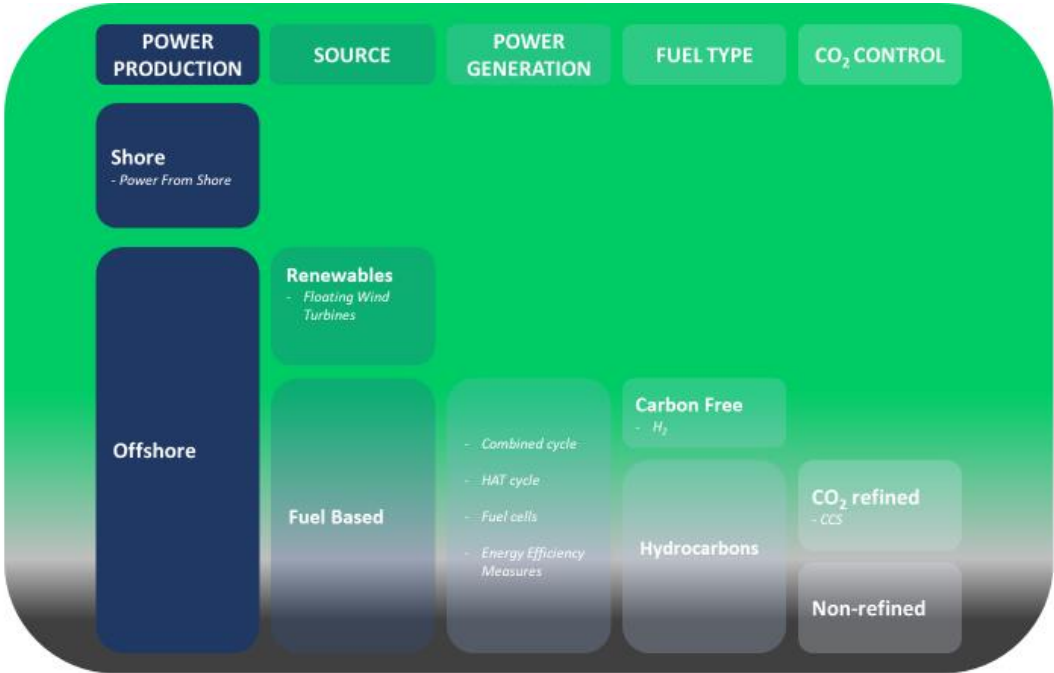 POWER
PRODUCTION
SOURCE
POWER
GENERATION
FUEL TYPE
CO₂ CONTROL
Shore
- Power From Shore
Offshore
Renewables
- Floating Wind
Turbines
Fuel Based
- Combined cycle
- HAT cycle
- Fuel cells
- Energy Efficiency
Measures
Carbon Free
- H₂
Hydrocarbons
CO₂ refined
- CCS
Non-refined